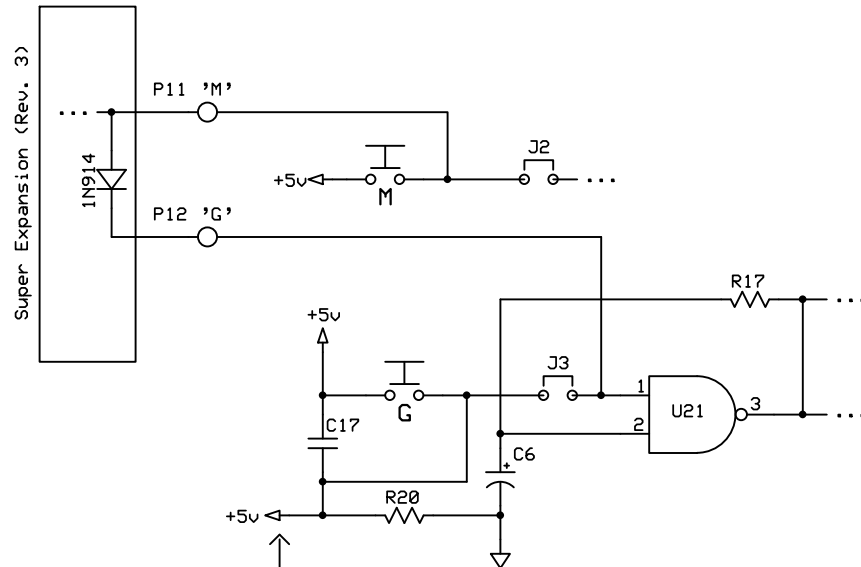 Super Expansion (Rev. 3)
P11 'M'
...
1N914
P12 'G'
+5v
M
J2
...
R17
...
+5v
G
J3
1
2
U21
3
...
C17
C6
+
R20
+5v